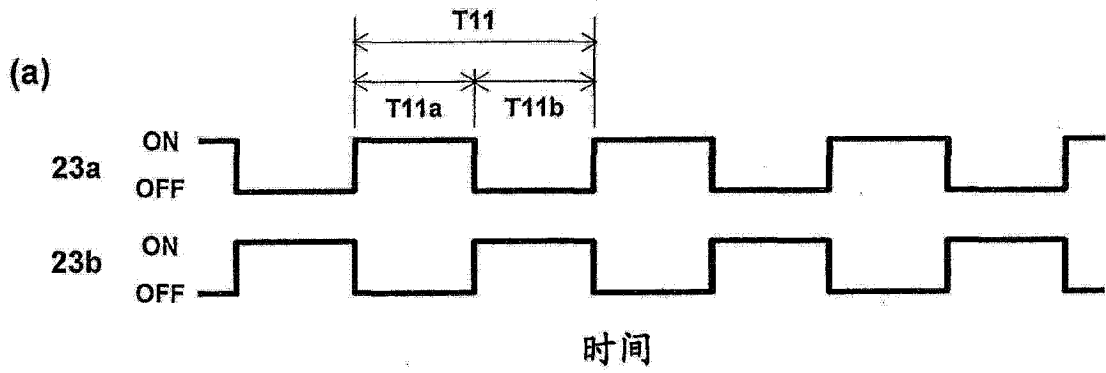 T11
(a)
T11a
T11b
23a
ON
OFF
23b
ON
OFF
时间